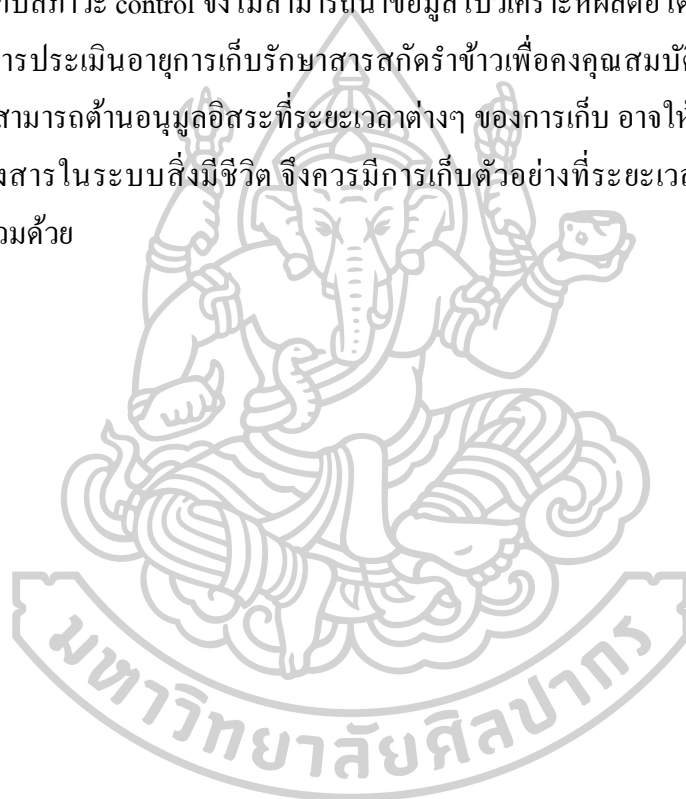 control จึงไม่สามารถนำข้อมูลไปวิเคราะห์ผลต่อได้
การประเมินอายุการเก็บรักษาสารสกัดรำข้าวเพื่อคงคุณสมบัติ
สามารถต้านอนุมูลอิสระที่ระยะเวลาต่างๆ ของการเก็บ อาจให้
งสารในระบบสิ่งมีชีวิต จึงควรมีการเก็บตัวอย่างที่ระยะเวล
วมด้วย
มหาวิทยาลัยศิลปากร